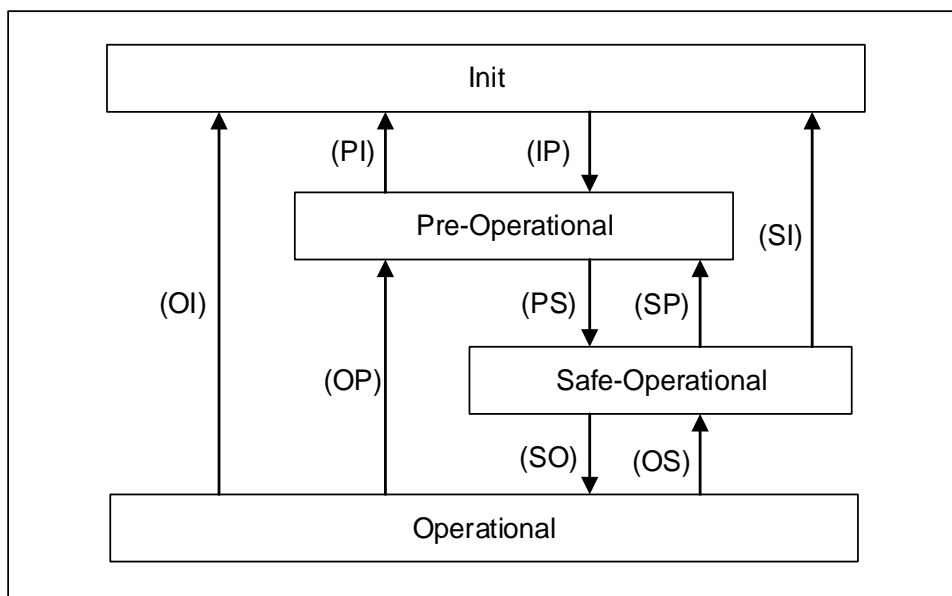 Init
(PI)
(IP)
Pre-Operational
(SI)
(OI)
(PS)
(SP)
(OP)
Safe-Operational
(SO)
(OS)
Operational